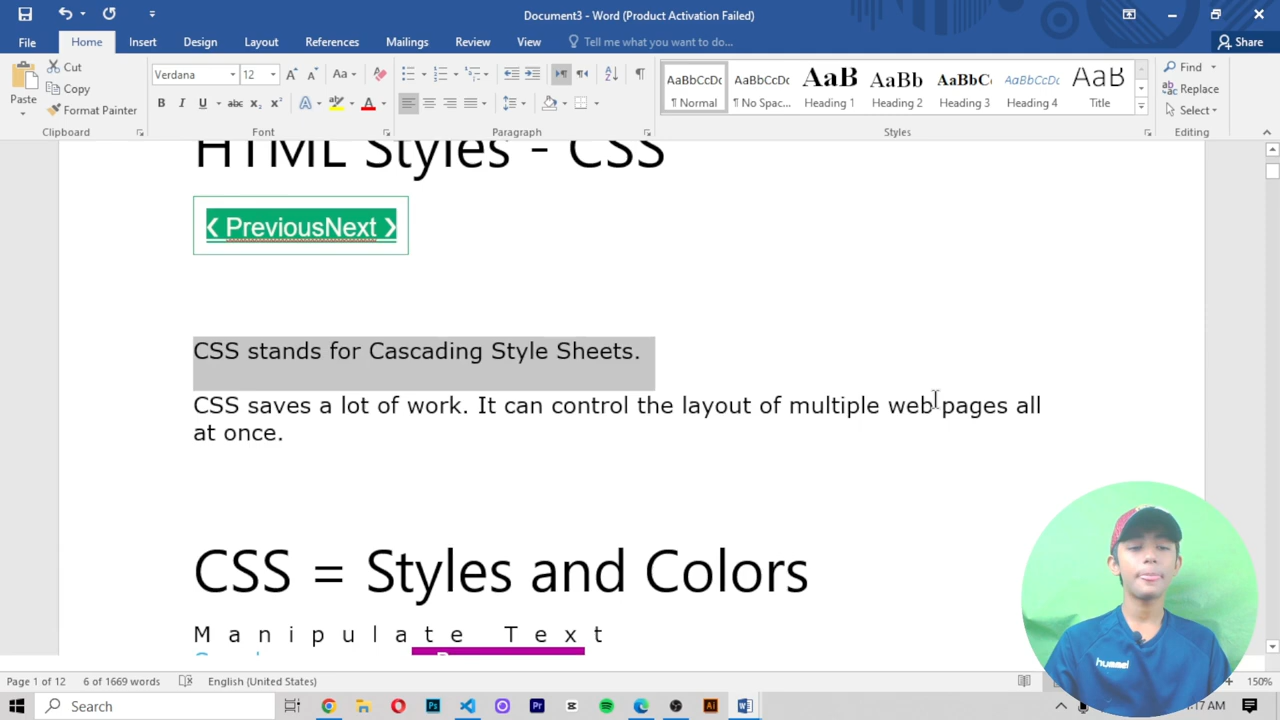 Document3 - Word (Product Activation Failed)
File Home Insert Design Layout References Mailings Review View Tell me what you want to do... Share
Paste
Cut
Copy
Format Painter
Clipboard
Verdana 12
Font
Paragraph
AaBbCcDc AaBbCcDc AaB AaBb AaBbCc AaBbCcDc AaB
¶ Normal ¶ No Spac... Heading 1 Heading 2 Heading 3 Heading 4 Title
Styles
Find
Replace
Select
Editing
HTML Styles - CSS
❮ PreviousNext ❯
CSS stands for Cascading Style Sheets.
CSS saves a lot of work. It can control the layout of multiple web pages all
at once.
CSS = Styles and Colors
Manipulate Text
hummel
Page 1 of 12 6 of 1669 words English (United States) 150%
Search
:17 AM